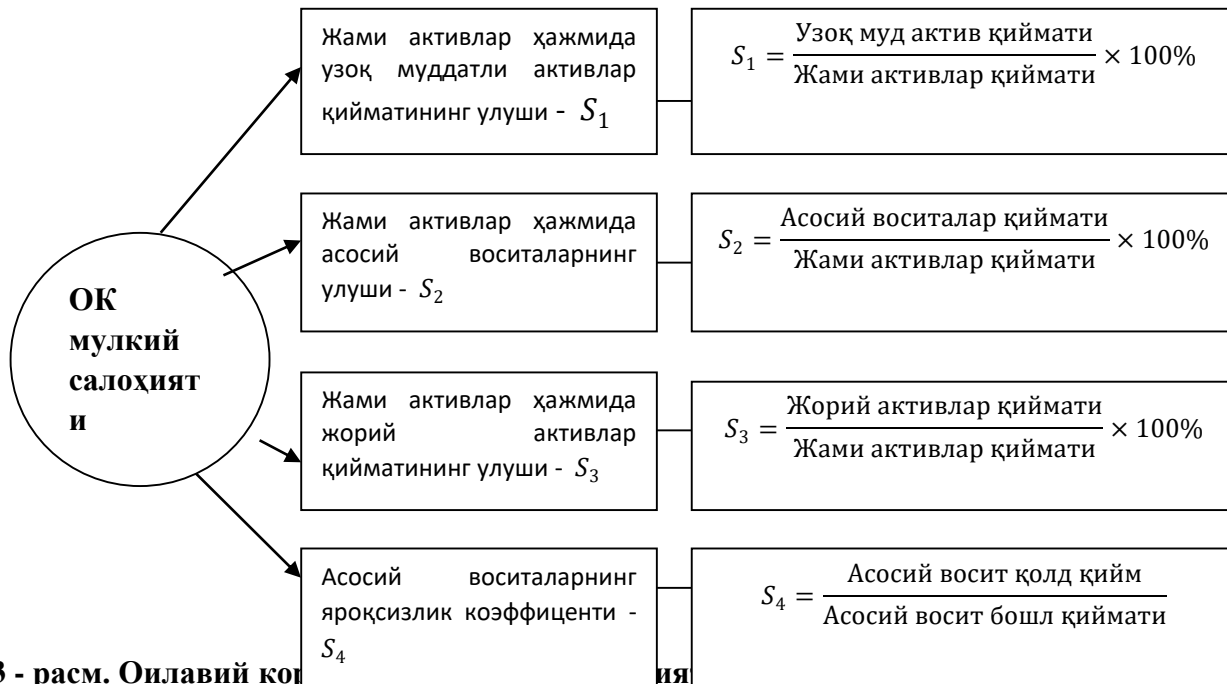 Жами активлар ҳажмида
узоқ муддатли активлар
қийматининг улуши - S₁
S₁ = Узоқ муд актив қиймати / Жами активлар қиймати × 100%
Жами активлар ҳажмида
асосий воситаларнинг
улуши - S₂
S₂ = Асосий воситалар қиймати / Жами активлар қиймати × 100%
ОК
мулкий
салоҳият
и
Жами активлар ҳажмида
жорий активлар
қийматининг улуши - S₃
S₃ = Жорий активлар қиймати / Жами активлар қиймати × 100%
Асосий воситаларнинг
яроқсизлик коэффиценти -
S₄
S₄ = Асосий восит қолд қийм / Асосий восит бошл қиймати
- расм. Оилавий